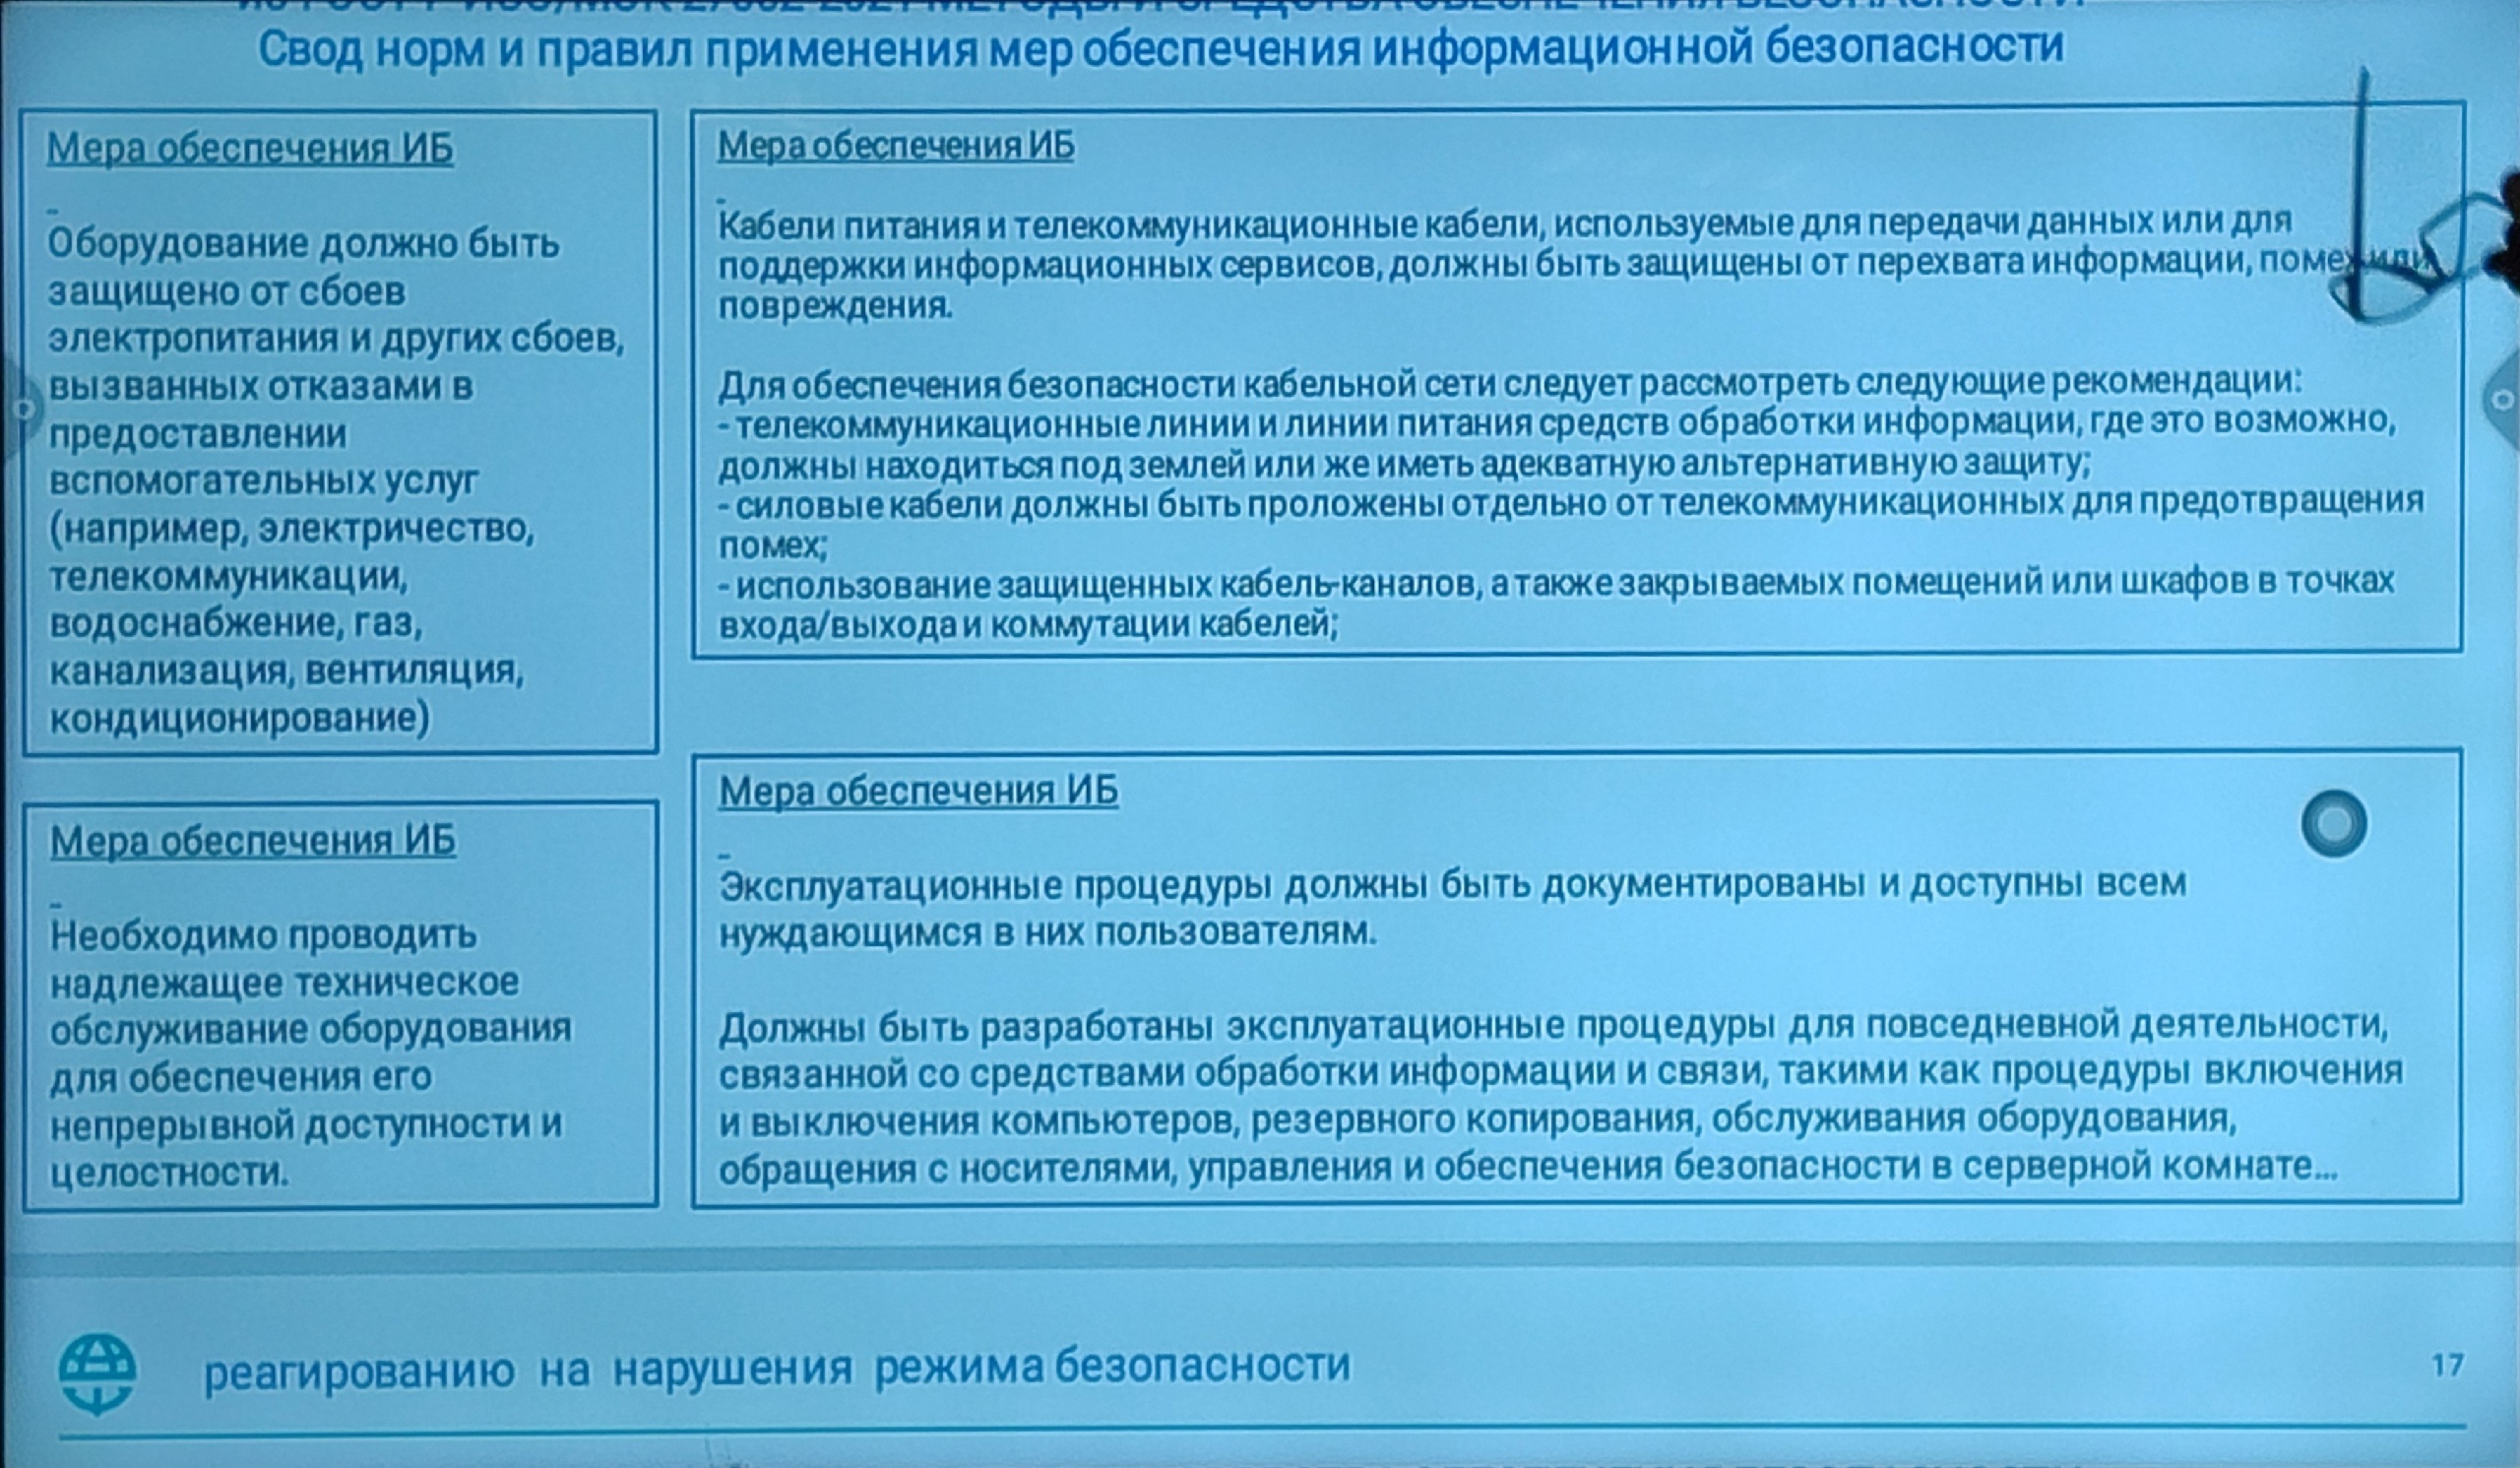 Свод норм и правил применения мер обеспечения информационной безопасности
Мера обеспечения ИБ
Оборудование должно быть
защищено от сбоев
электропитания и других сбоев,
вызванных отказами в
предоставлении
вспомогательных услуг
(например, электричество,
телекоммуникации,
водоснабжение, газ,
канализация, вентиляция,
кондиционирование)
Мера обеспечения ИБ
Необходимо проводить
надлежащее техническое
обслуживание оборудования
для обеспечения его
непрерывной доступности и
целостности.
Мера обеспечения ИБ
Кабели питания и телекоммуникационные кабели, используемые для передачи данных или для
поддержки информационных сервисов, должны быть защищены от перехвата информации, помех или
повреждения.
Для обеспечения безопасности кабельной сети следует рассмотреть следующие рекомендации:
- телекоммуникационные линии и линии питания средств обработки информации, где это возможно,
должны находиться под землей или же иметь адекватную альтернативную защиту;
- силовые кабели должны быть проложены отдельно от телекоммуникационных для предотвращения
помех;
- использование защищенных кабель-каналов, а также закрываемых помещений или шкафов в точках
входа/выхода и коммутации кабелей;
Мера обеспечения ИБ
Эксплуатационные процедуры должны быть документированы и доступны всем
нуждающимся в них пользователям.
Должны быть разработаны эксплуатационные процедуры для повседневной деятельности,
связанной со средствами обработки информации и связи, такими как процедуры включения
и выключения компьютеров, резервного копирования, обслуживания оборудования,
обращения с носителями, управления и обеспечения безопасности в серверной комнате...
реагированию на нарушения режима безопасности
17